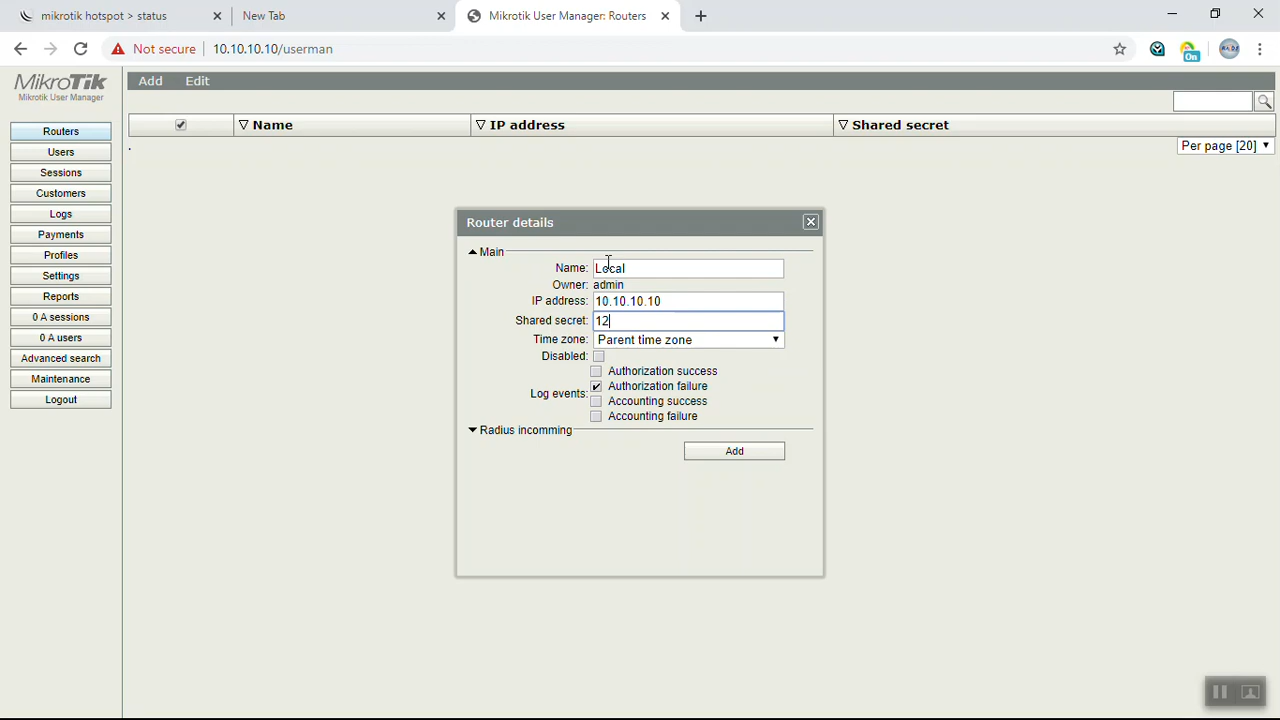 mikrotik hotspot > status
New Tab
Mikrotik User Manager: Routers
Not secure
10.10.10.10/userman
On
MikroTik
Mikrotik User Manager
Add
Edit
Name
IP address
Shared secret
.
Per page [20]
Routers
Users
Sessions
Customers
Logs
Payments
Profiles
Settings
Reports
0 A sessions
0 A users
Advanced search
Maintenance
Logout
Router details
Main
Name: Local
Owner: admin
IP address: 10.10.10.10
Shared secret: 12
Time zone: Parent time zone
Disabled:
Log events:
Authorization success
Authorization failure
Accounting success
Accounting failure
Radius incomming
Add